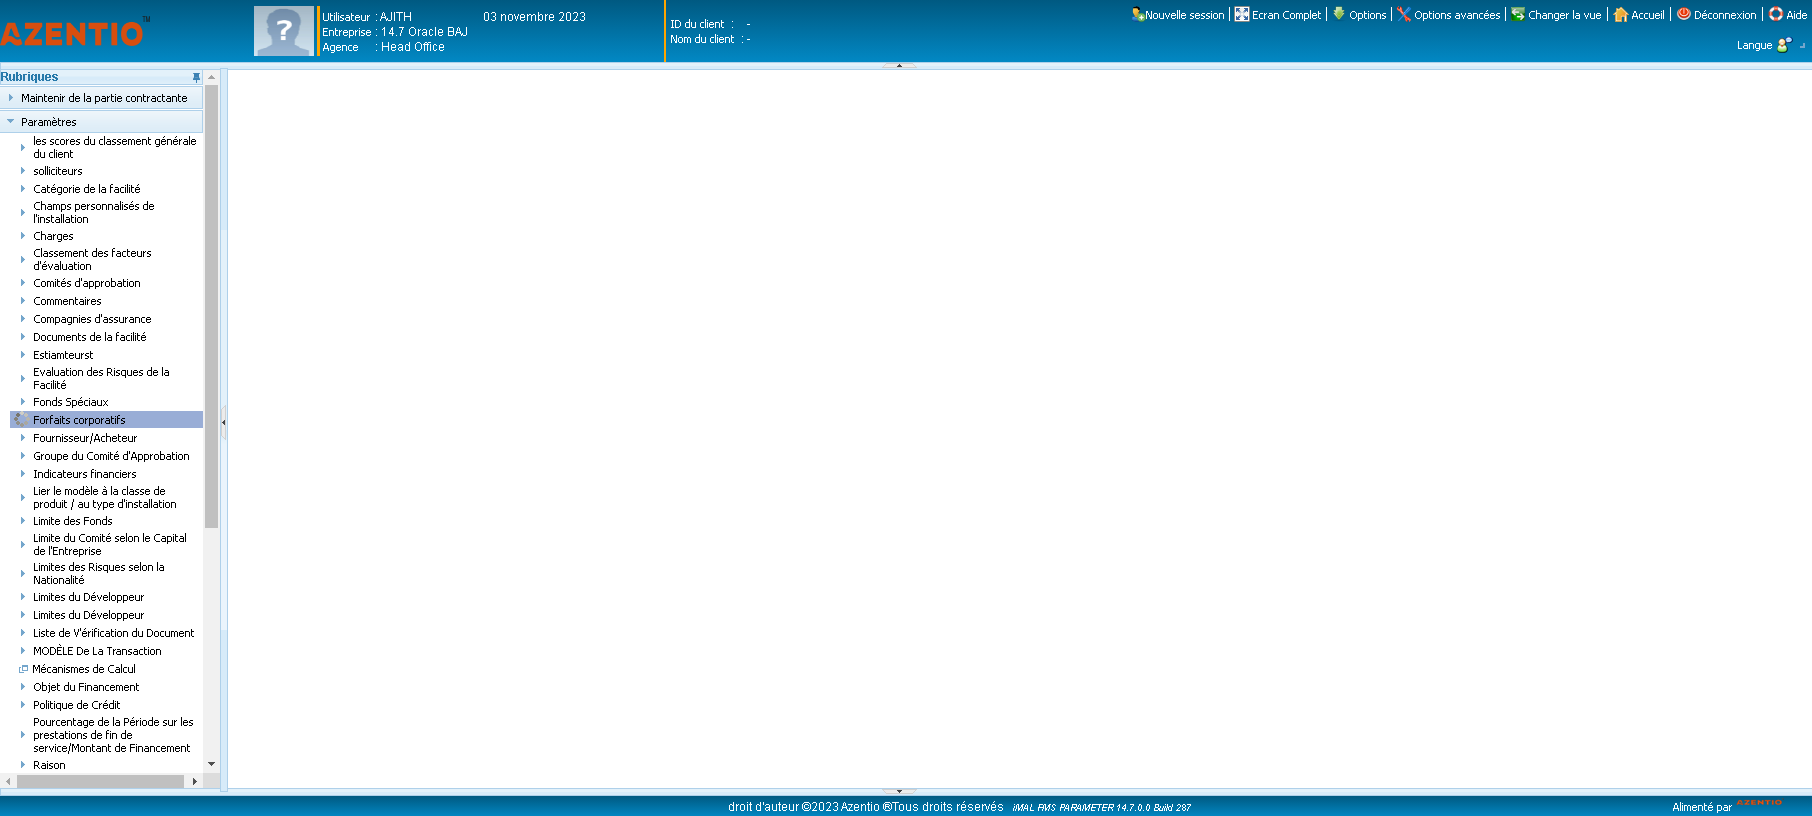 AZENTIO™
Utilisateur : AJITH
03 novembre 2023
Entreprise : 14.7 Oracle BAJ
Agence : Head Office
ID du client : -
Nom du client : -
Nouvelle session | Ecran Complet | Options | Options avancées | Changer la vue | Accueil | Déconnexion | Aide
Langue
Rubriques
Maintenir de la partie contractante
Paramètres
les scores du classement générale
du client
solliciteurs
Catégorie de la facilité
Champs personnalisés de
l'installation
Charges
Classement des facteurs
d'évaluation
Comités d'approbation
Commentaires
Compagnies d'assurance
Documents de la facilité
Estiamteurst
Evaluation des Risques de la
Facilité
Fonds Spéciaux
Forfaits corporatifs
Fournisseur/Acheteur
Groupe du Comité d'Approbation
Indicateurs financiers
Lier le modèle à la classe de
produit / au type d'installation
Limite des Fonds
Limite du Comité selon le Capital
de l'Entreprise
Limites des Risques selon la
Nationalité
Limites du Développeur
Limites du Développeur
Liste de V'érification du Document
MODÈLE De La Transaction
Mécanismes de Calcul
Objet du Financement
Politique de Crédit
Pourcentage de la Période sur les
prestations de fin de
service/Montant de Financement
Raison
droit d'auteur ©2023 Azentio ®Tous droits réservés iMAL FMS PARAMETER 14.7.0.0 Build 287
Alimenté par AZENTIO